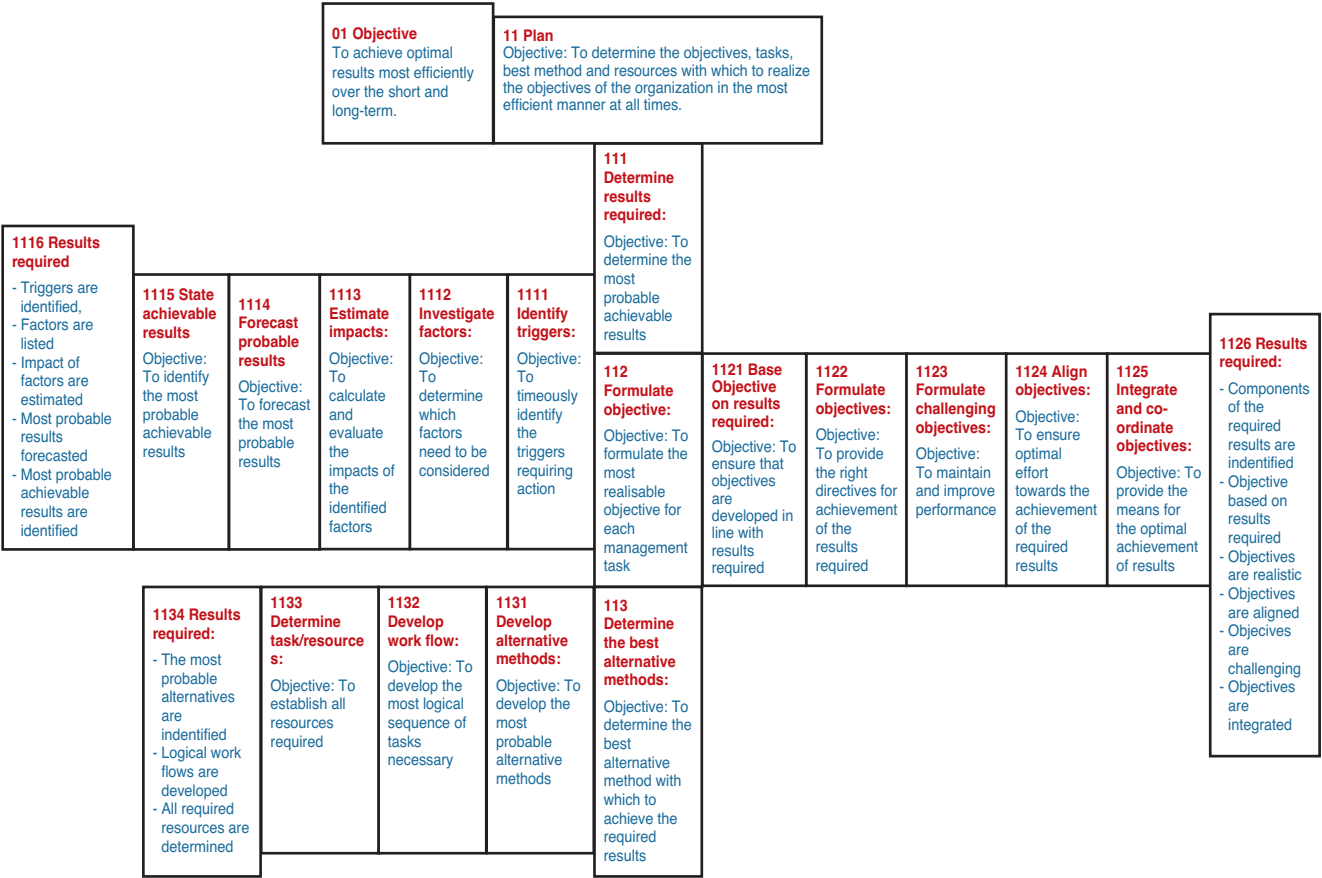 01 Objective
To achieve optimal
results most efficiently
over the short and
long-term.
11 Plan
Objective: To determine the objectives, tasks,
best method and resources with which to realize
the objectives of the organization in the most
efficient manner at all times.
111
Determine
results
required:
Objective: To
determine the
most
probable
achievable
results
1116 Results
required
- Triggers are
identified,
- Factors are
listed
- Impact of
factors are
estimated
- Most probable
results
forecasted
- Most probable
achievable
results are
identified
1115 State
achievable
results
Objective:
To identify
the most
probable
achievable
results
1114
Forecast
probable
results
Objective:
To forecast
the most
probable
results
1113
Estimate
impacts:
Objective:
To
calculate
and
evaluate
the
impacts of
the
identified
factors
1112
Investigate
factors:
Objective:
To
determine
which
factors
need to be
considered
1111
Identify
triggers:
Objective:
To
timeously
identify
the
triggers
requiring
action
112
Formulate
objective:
Objective: To
formulate the
most
realisable
objective for
each
management
task
1121 Base
Objective
on results
required:
Objective: To
ensure that
objectives
are
developed in
line with
results
required
1122
Formulate
objectives:
Objective:
To provide
the right
directives for
achievement
of the
results
required
1123
Formulate
challenging
objectives:
Objective:
To maintain
and improve
performance
1124 Align
objectives:
Objective:
To ensure
optimal
effort
towards the
achievement
of the
required
results
1125
Integrate
and co-
ordinate
objectives:
Objective: To
provide the
means for
the optimal
achievement
of results
1126 Results
required:
- Components
of the
required
results are
indentified
- Objective
based on
results
required
- Objectives
are realistic
- Objectives
are aligned
- Objecives
are
challenging
- Objectives
are
integrated
1134 Results
required:
- The most
probable
alternatives
are
indentified
- Logical work
flows are
developed
- All required
resources are
determined
1133
Determine
task/resource
s:
Objective: To
establish all
resources
required
1132
Develop
work flow:
Objective: To
develop the
most logical
sequence of
tasks
necessary
1131
Develop
alternative
methods:
Objective: To
develop the
most
probable
alternative
methods
113
Determine
the best
alternative
methods:
Objective: To
determine the
best
alternative
method with
which to
achieve the
required
results